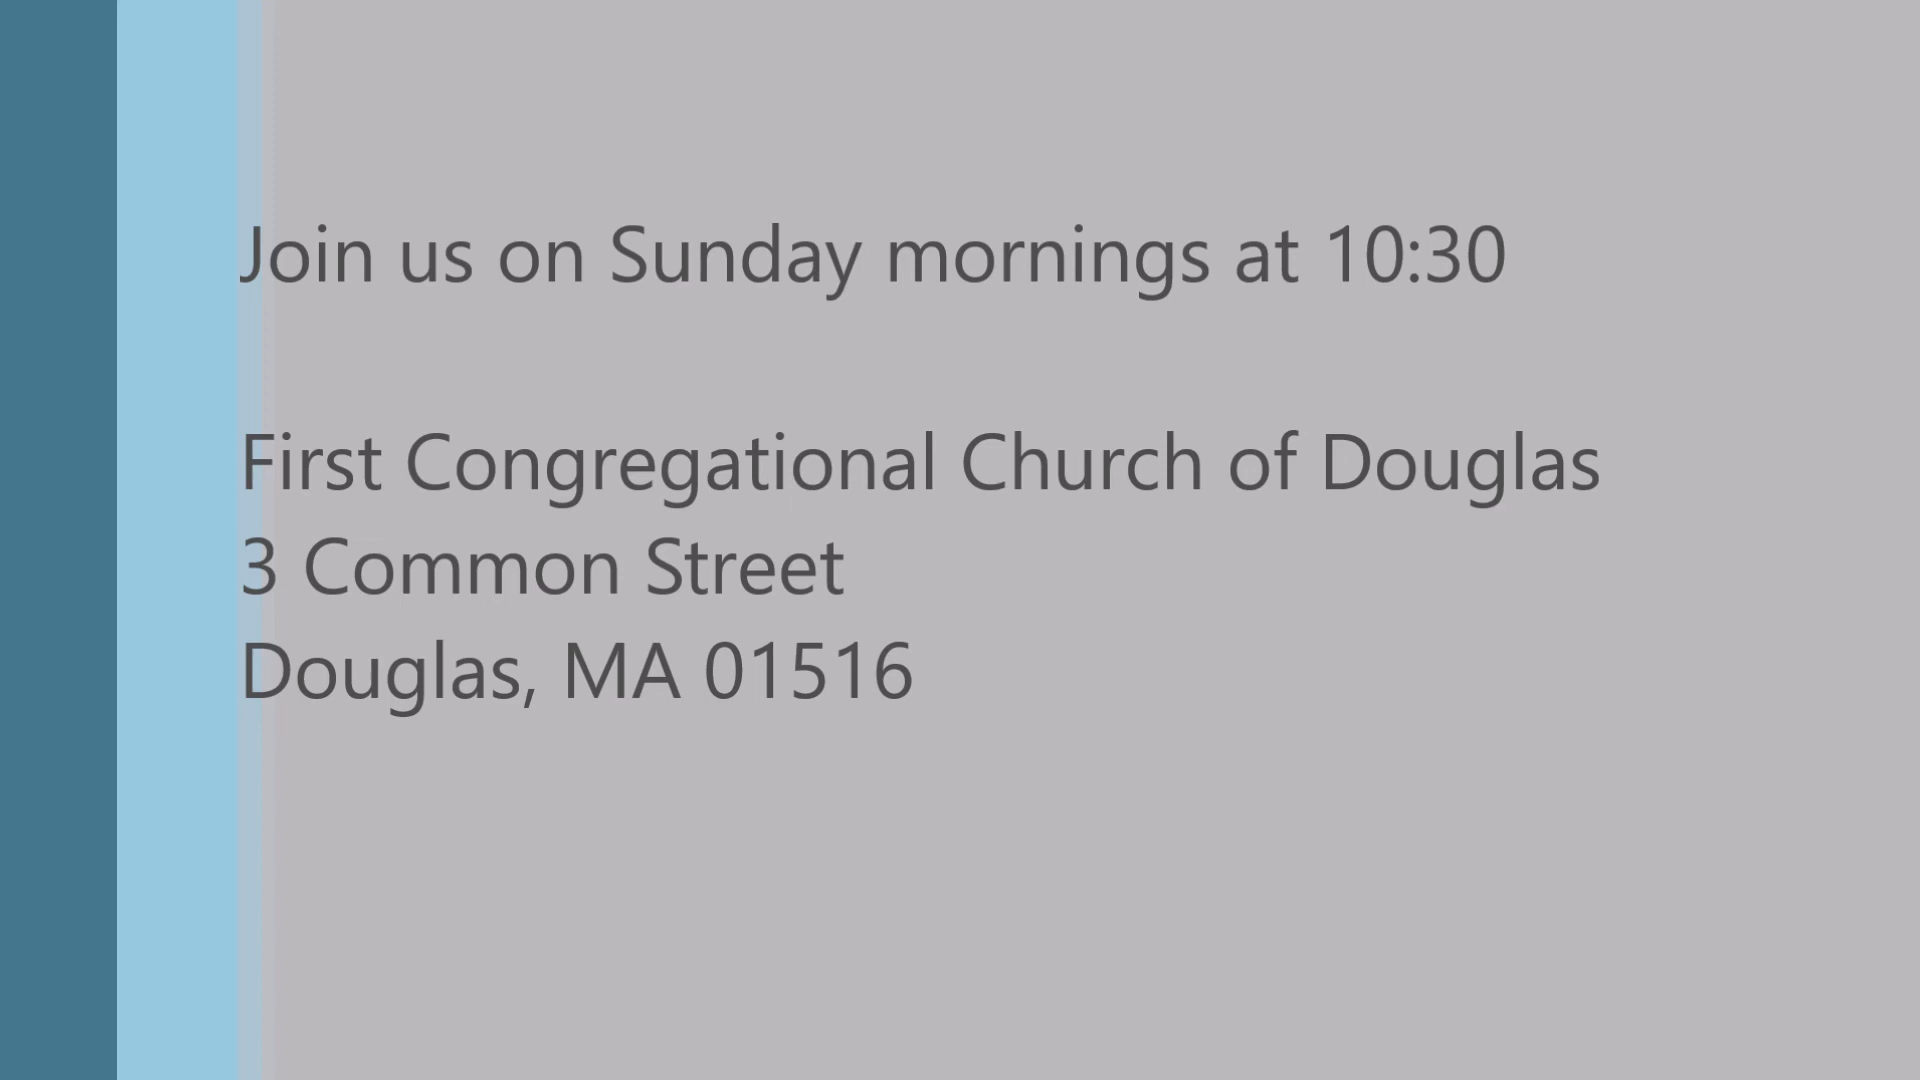 Join us on Sunday mornings at 10:30
First Congregational Church of Douglas
3 Common Street
Douglas, MA 01516